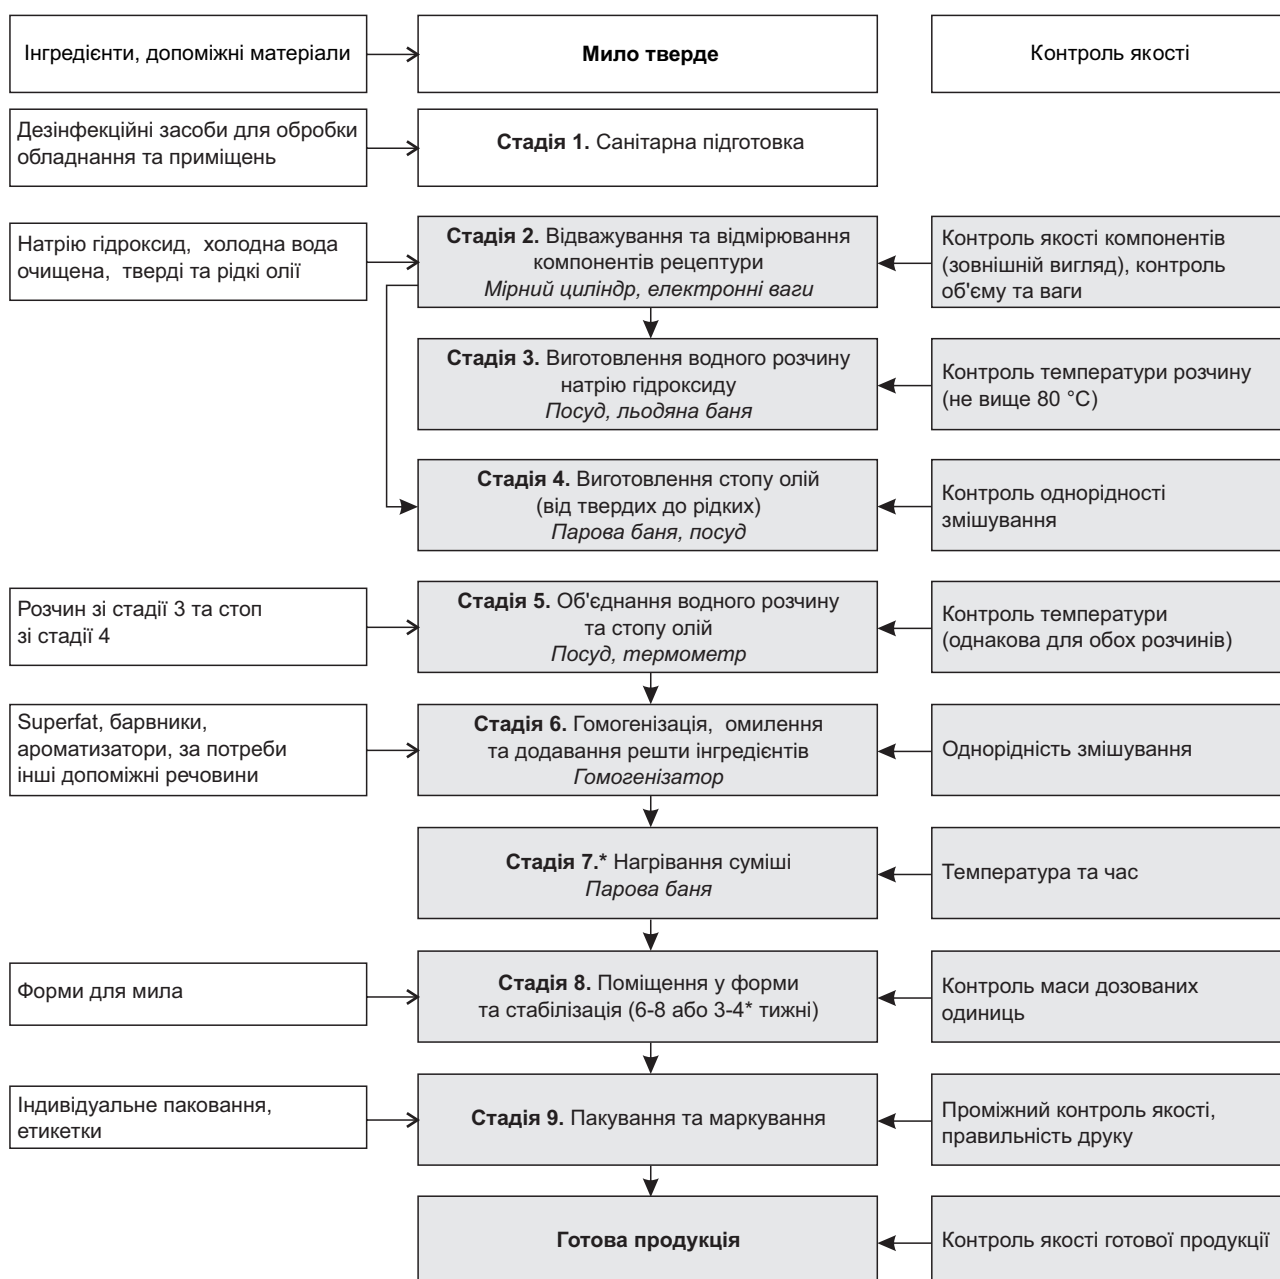 Інгредієнти, допоміжні матеріали
Мило тверде
Контроль якості
Дезінфекційні засоби для обробки
обладнання та приміщень
Стадія 1. Санітарна підготовка
Натрію гідроксид, холодна вода
очищена, тверді та рідкі олії
Стадія 2. Відважування та відмірювання
компонентів рецептури
Мірний циліндр, електронні ваги
Контроль якості компонентів
(зовнішній вигляд), контроль
об'єму та ваги
Стадія 3. Виготовлення водного розчину
натрію гідроксиду
Посуд, льодяна баня
Контроль температури розчину
(не вище 80 °C)
Стадія 4. Виготовлення стопу олій
(від твердих до рідких)
Парова баня, посуд
Контроль однорідності
змішування
Розчин зі стадії 3 та стоп
зі стадії 4
Стадія 5. Об'єднання водного розчину
та стопу олій
Посуд, термометр
Контроль температури
(однакова для обох розчинів)
Superfat, барвники,
ароматизатори, за потреби
інші допоміжні речовини
Стадія 6. Гомогенізація, омилення
та додавання решти інгредієнтів
Гомогенізатор
Однорідність змішування
Стадія 7.* Нагрівання суміші
Парова баня
Температура та час
Форми для мила
Стадія 8. Поміщення у форми
та стабілізація (6-8 або 3-4* тижні)
Контроль маси дозованих
одиниць
Індивідуальне паковання,
етикетки
Стадія 9. Пакування та маркування
Проміжний контроль якості,
правильність друку
Готова продукція
Контроль якості готової продукції